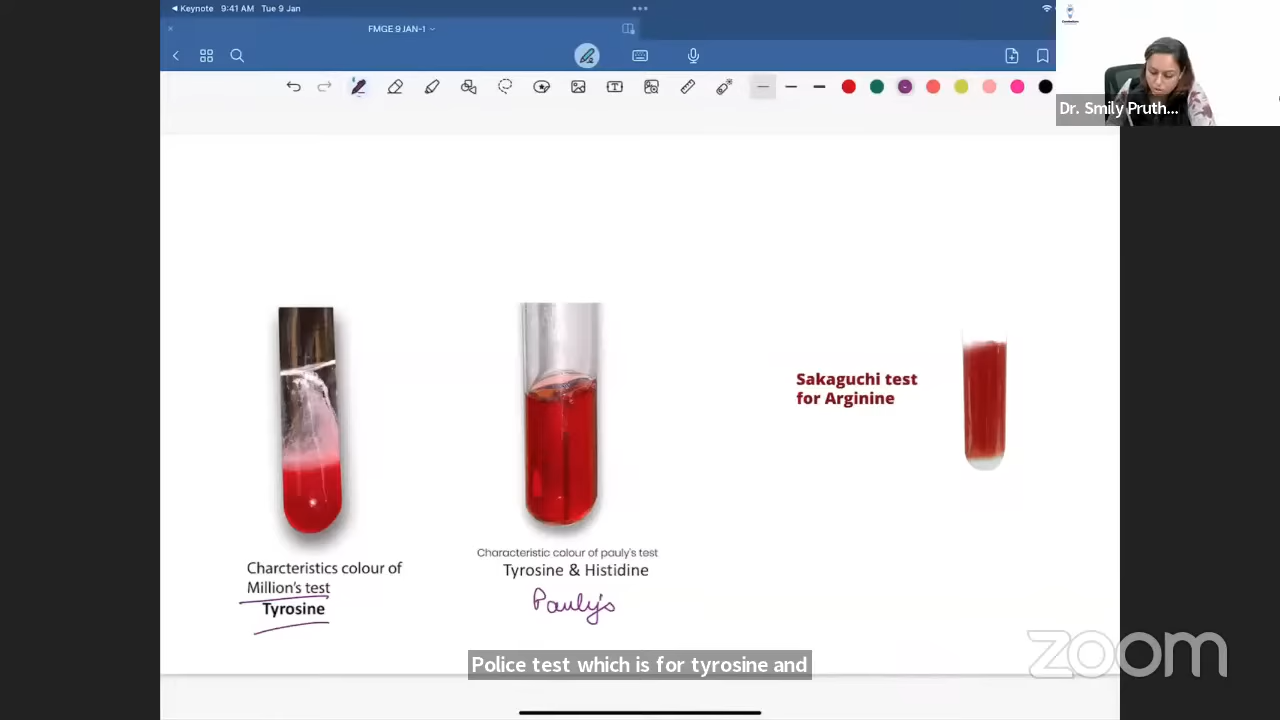 Keynote 9:41 AM Tue 9 Jan
FMGE 9 JAN-1
Dr. Smily Pruth...
Sakaguchi test
for Arginine
Charcteristics colour of
Million's test
Tyrosine
Characteristic colour of pauly's test
Tyrosine & Histidine
Pauly's
Police test which is for tyrosine and
zoom